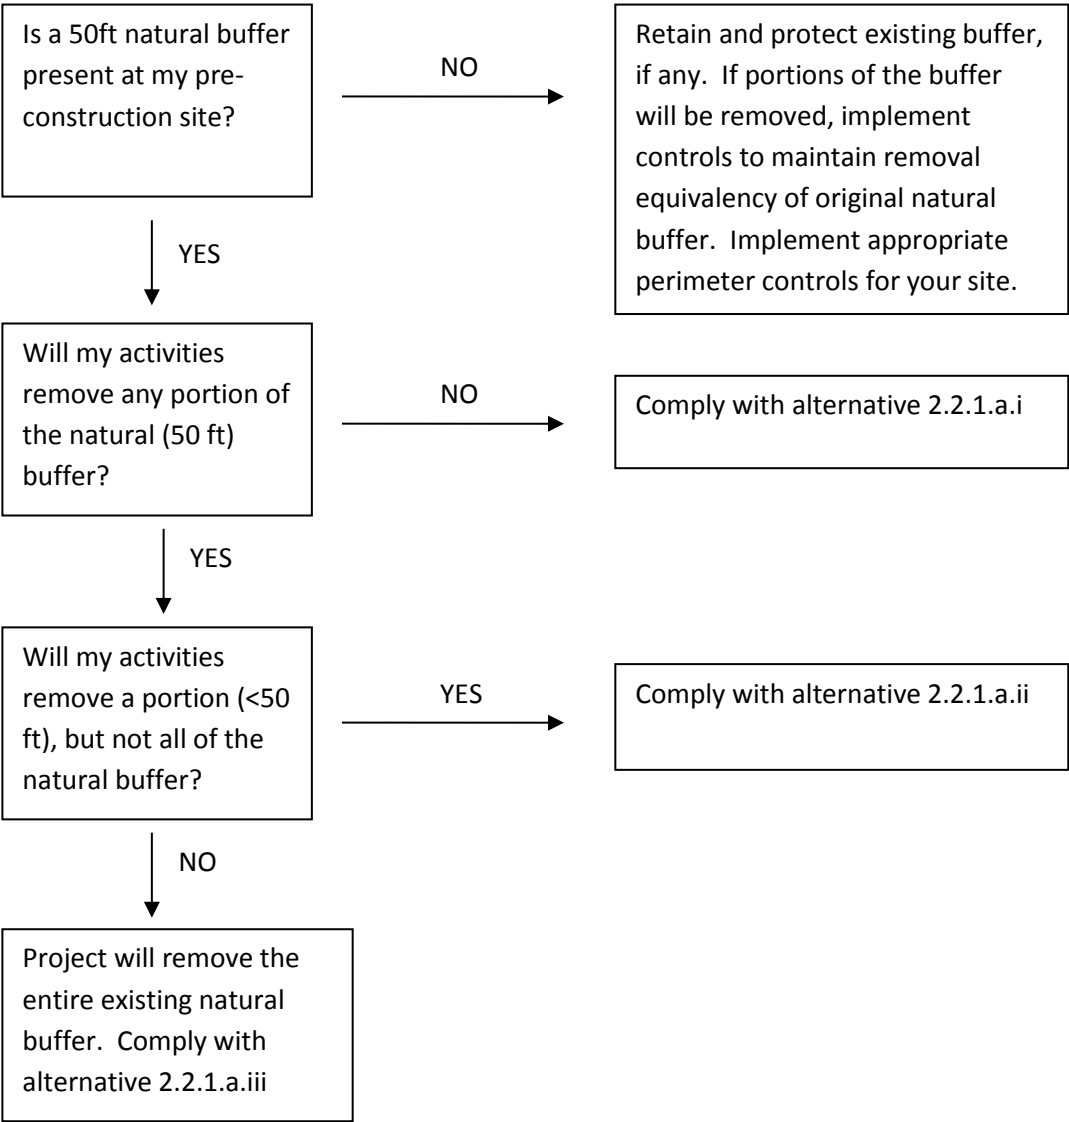 Is a 50ft natural buffer
present at my pre-
construction site?
NO
Retain and protect existing buffer,
if any.  If portions of the buffer
will be removed, implement
controls to maintain removal
equivalency of original natural
buffer.  Implement appropriate
perimeter controls for your site.
YES
Will my activities
remove any portion of
the natural (50 ft)
buffer?
NO
Comply with alternative 2.2.1.a.i
YES
Will my activities
remove a portion (<50
ft), but not all of the
natural buffer?
YES
Comply with alternative 2.2.1.a.ii
NO
Project will remove the
entire existing natural
buffer.  Comply with
alternative 2.2.1.a.iii